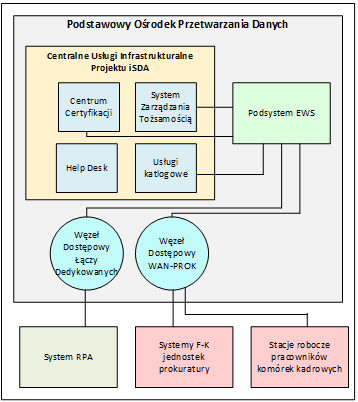 Podstawowy Ośrodek Przetwarzania Danych
Centralne Usługi Infrastrukturalne
Projektu iSDA
Centrum
Certyfikacji
System
Zarządzania
Tożsamością
Podsystem EWS
Help Desk
Usługi
katlogowe
Węzeł
Dostępowy
Łączy
Dedykowanych
Węzeł
Dostępowy
WAN-PROK
System RPA
Systemy F-K
jednostek
prokuratury
Stacje robocze
pracowników
komórek kadrowych